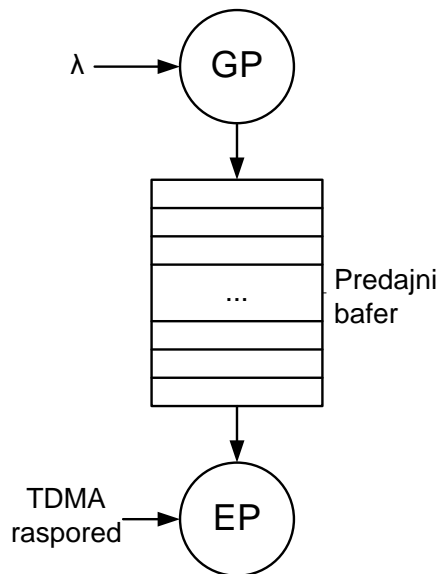 GP
λ
...
Predajni
bafer
TDMA
raspored
EP